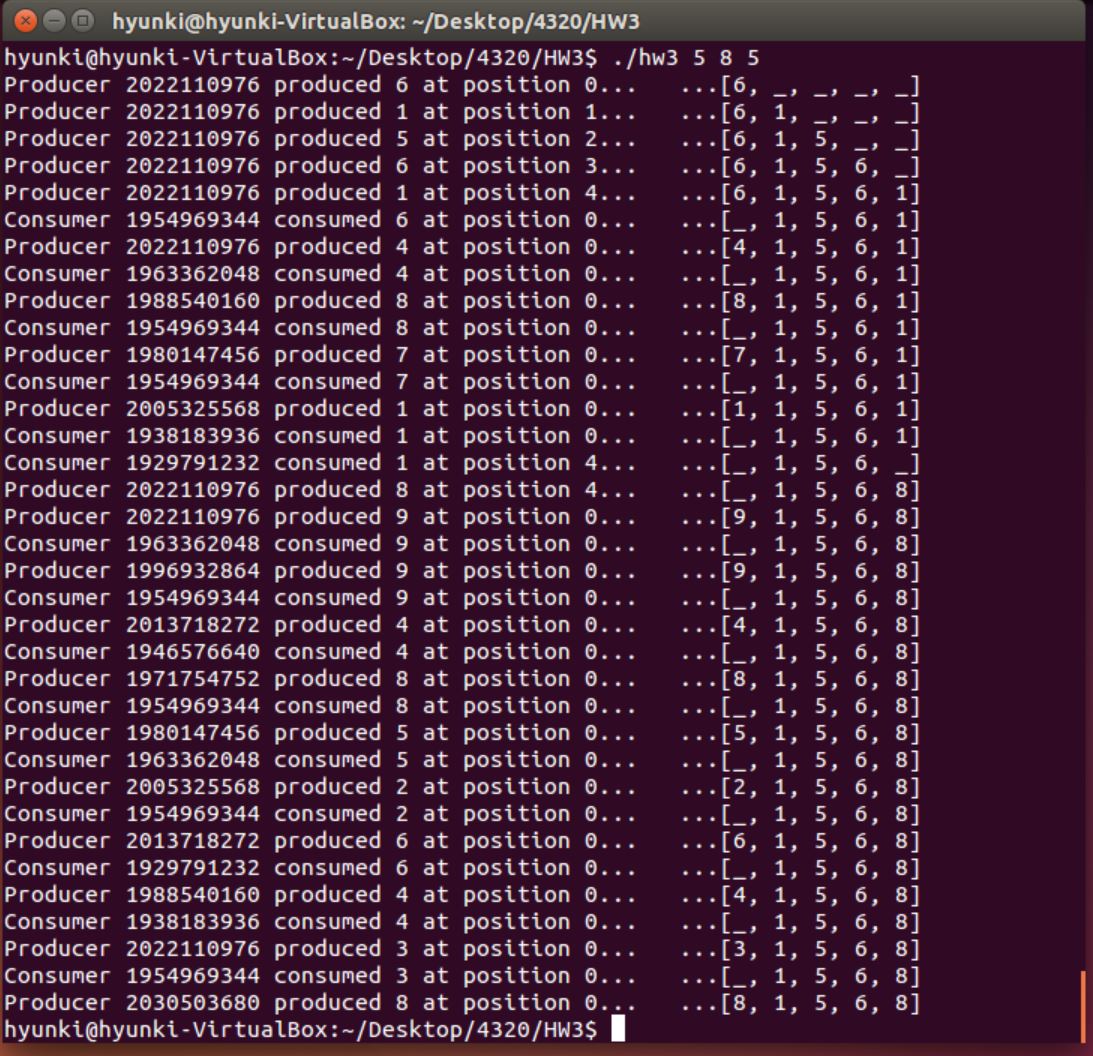 hyunki@hyunki-VirtualBox: ~/Desktop/4320/HW3
hyunki@hyunki-VirtualBox:~/Desktop/4320/HW3$ ./hw3 5 8 5
Producer 2022110976 produced 6 at position 0...   ...[6, _, _, _, _]
Producer 2022110976 produced 1 at position 1...   ...[6, 1, _, _, _]
Producer 2022110976 produced 5 at position 2...   ...[6, 1, 5, _, _]
Producer 2022110976 produced 6 at position 3...   ...[6, 1, 5, 6, _]
Producer 2022110976 produced 1 at position 4...   ...[6, 1, 5, 6, 1]
Consumer 1954969344 consumed 6 at position 0...   ...[_, 1, 5, 6, 1]
Producer 2022110976 produced 4 at position 0...   ...[4, 1, 5, 6, 1]
Consumer 1963362048 consumed 4 at position 0...   ...[_, 1, 5, 6, 1]
Producer 1988540160 produced 8 at position 0...   ...[8, 1, 5, 6, 1]
Consumer 1954969344 consumed 8 at position 0...   ...[_, 1, 5, 6, 1]
Producer 1980147456 produced 7 at position 0...   ...[7, 1, 5, 6, 1]
Consumer 1954969344 consumed 7 at position 0...   ...[_, 1, 5, 6, 1]
Producer 2005325568 produced 1 at position 0...   ...[1, 1, 5, 6, 1]
Consumer 1938183936 consumed 1 at position 0...   ...[_, 1, 5, 6, 1]
Consumer 1929791232 consumed 1 at position 4...   ...[_, 1, 5, 6, _]
Producer 2022110976 produced 8 at position 4...   ...[_, 1, 5, 6, 8]
Producer 2022110976 produced 9 at position 0...   ...[9, 1, 5, 6, 8]
Consumer 1963362048 consumed 9 at position 0...   ...[_, 1, 5, 6, 8]
Producer 1996932864 produced 9 at position 0...   ...[9, 1, 5, 6, 8]
Consumer 1954969344 consumed 9 at position 0...   ...[_, 1, 5, 6, 8]
Producer 2013718272 produced 4 at position 0...   ...[4, 1, 5, 6, 8]
Consumer 1946576640 consumed 4 at position 0...   ...[_, 1, 5, 6, 8]
Producer 1971754752 produced 8 at position 0...   ...[8, 1, 5, 6, 8]
Consumer 1954969344 consumed 8 at position 0...   ...[_, 1, 5, 6, 8]
Producer 1980147456 produced 5 at position 0...   ...[5, 1, 5, 6, 8]
Consumer 1963362048 consumed 5 at position 0...   ...[_, 1, 5, 6, 8]
Producer 2005325568 produced 2 at position 0...   ...[2, 1, 5, 6, 8]
Consumer 1954969344 consumed 2 at position 0...   ...[_, 1, 5, 6, 8]
Producer 2013718272 produced 6 at position 0...   ...[6, 1, 5, 6, 8]
Consumer 1929791232 consumed 6 at position 0...   ...[_, 1, 5, 6, 8]
Producer 1988540160 produced 4 at position 0...   ...[4, 1, 5, 6, 8]
Consumer 1938183936 consumed 4 at position 0...   ...[_, 1, 5, 6, 8]
Producer 2022110976 produced 3 at position 0...   ...[3, 1, 5, 6, 8]
Consumer 1954969344 consumed 3 at position 0...   ...[_, 1, 5, 6, 8]
Producer 2030503680 produced 8 at position 0...   ...[8, 1, 5, 6, 8]
hyunki@hyunki-VirtualBox:~/Desktop/4320/HW3$